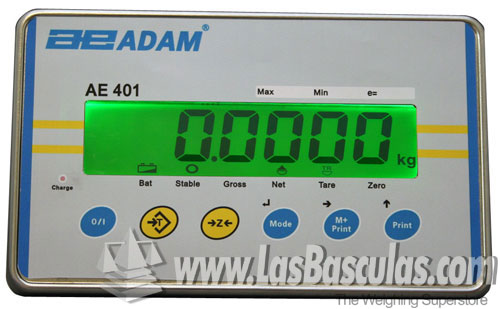 ae ADAM®
AE 401
Max Min e=
0.0000 kg
Bat Stable Gross Net Tare Zero
Charge
O/I →T← →Z← Mode M+ Print Print
www.LasBasculas.com
The Weighing Superstore